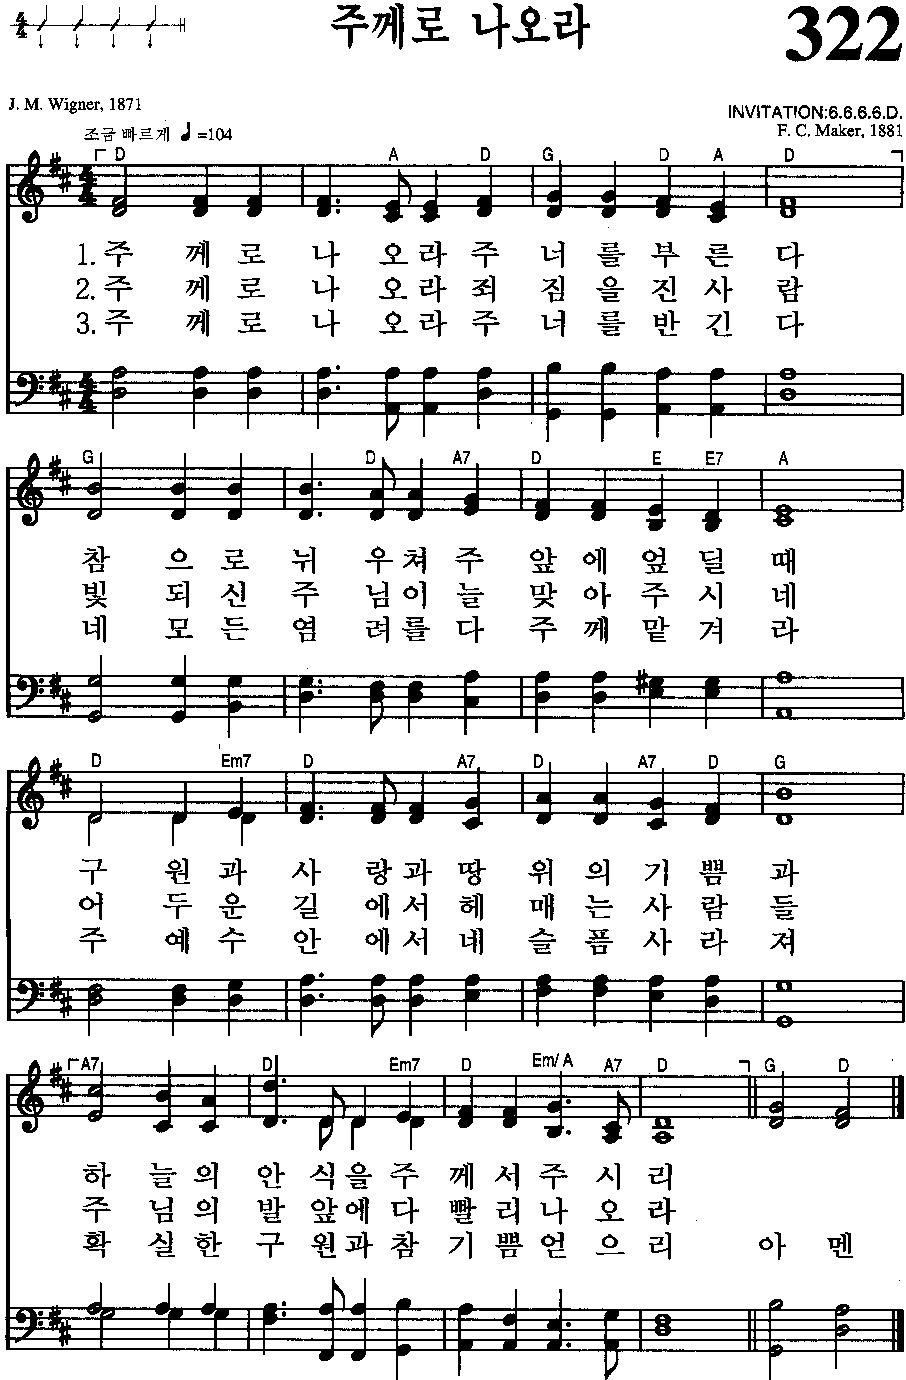 주께로 나오라
322
J. M. Wigner, 1871
INVITATION:6.6.6.6.D.
F. C. Maker, 1881
조금 빠르게 ♩=104
D A D G D A D
1.주 께 로 나 오 라 주 너 를 부 른 다
2.주 께 로 나 오 라 죄 짐 을 진 사 람
3.주 께 로 나 오 라 주 너 를 반 긴 다
G D A7 D E E7 A
참 으 로 뉘 우 쳐 주 앞 에 엎 딜 때
빛 되 신 주 님 이 늘 맞 아 주 시 네
네 모 든 염 려 를 다 주 께 맡 겨 라
D Em7 D A7 D A7 D G
구 원 과 사 랑 과 땅 위 의 기 쁨 과
어 두 운 길 에 서 헤 매 는 사 람 들
주 예 수 안 에 서 네 슬 픔 사 라 져
A7 D Em7 D Em/A A7 D G D
하 늘 의 안 식 을 주 께 서 주 시 리
주 님 의 발 앞 에 다 빨 리 나 오 라
확 실 한 구 원 과 참 기 쁨 얻 으 리 아 멘